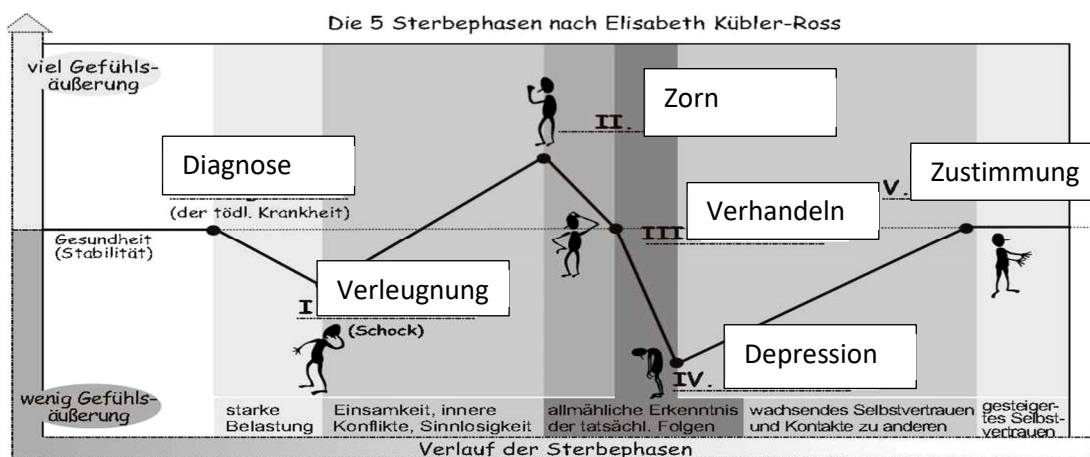 Die 5 Sterbephasen nach Elisabeth Kübler-Ross
viel Gefühls-
äußerung
Zorn
II.
Diagnose
(der tödl. Krankheit)
Zustimmung
V.
Verhandeln
III
Gesundheit
(Stabilität)
Verleugnung
I
(Schock)
Depression
IV.
wenig Gefühls-
äußerung
starke
Belastung
Einsamkeit, innere
Konflikte, Sinnlosigkeit
allmähliche Erkenntnis
der tatsächl. Folgen
wachsendes Selbstvertrauen
und Kontakte zu anderen
gesteiger-
tes Selbst-
vertrauen
Verlauf der Sterbephasen